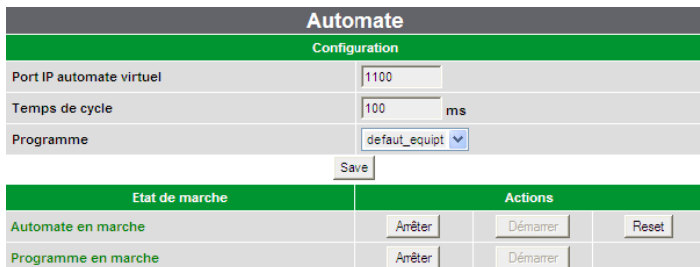 Automate
Configuration
Port IP automate virtuel 1100
Temps de cycle 100 ms
Programme defaut_equipt
Save
Etat de marche Actions
Automate en marche Arrêter Démarrer Reset
Programme en marche Arrêter Démarrer